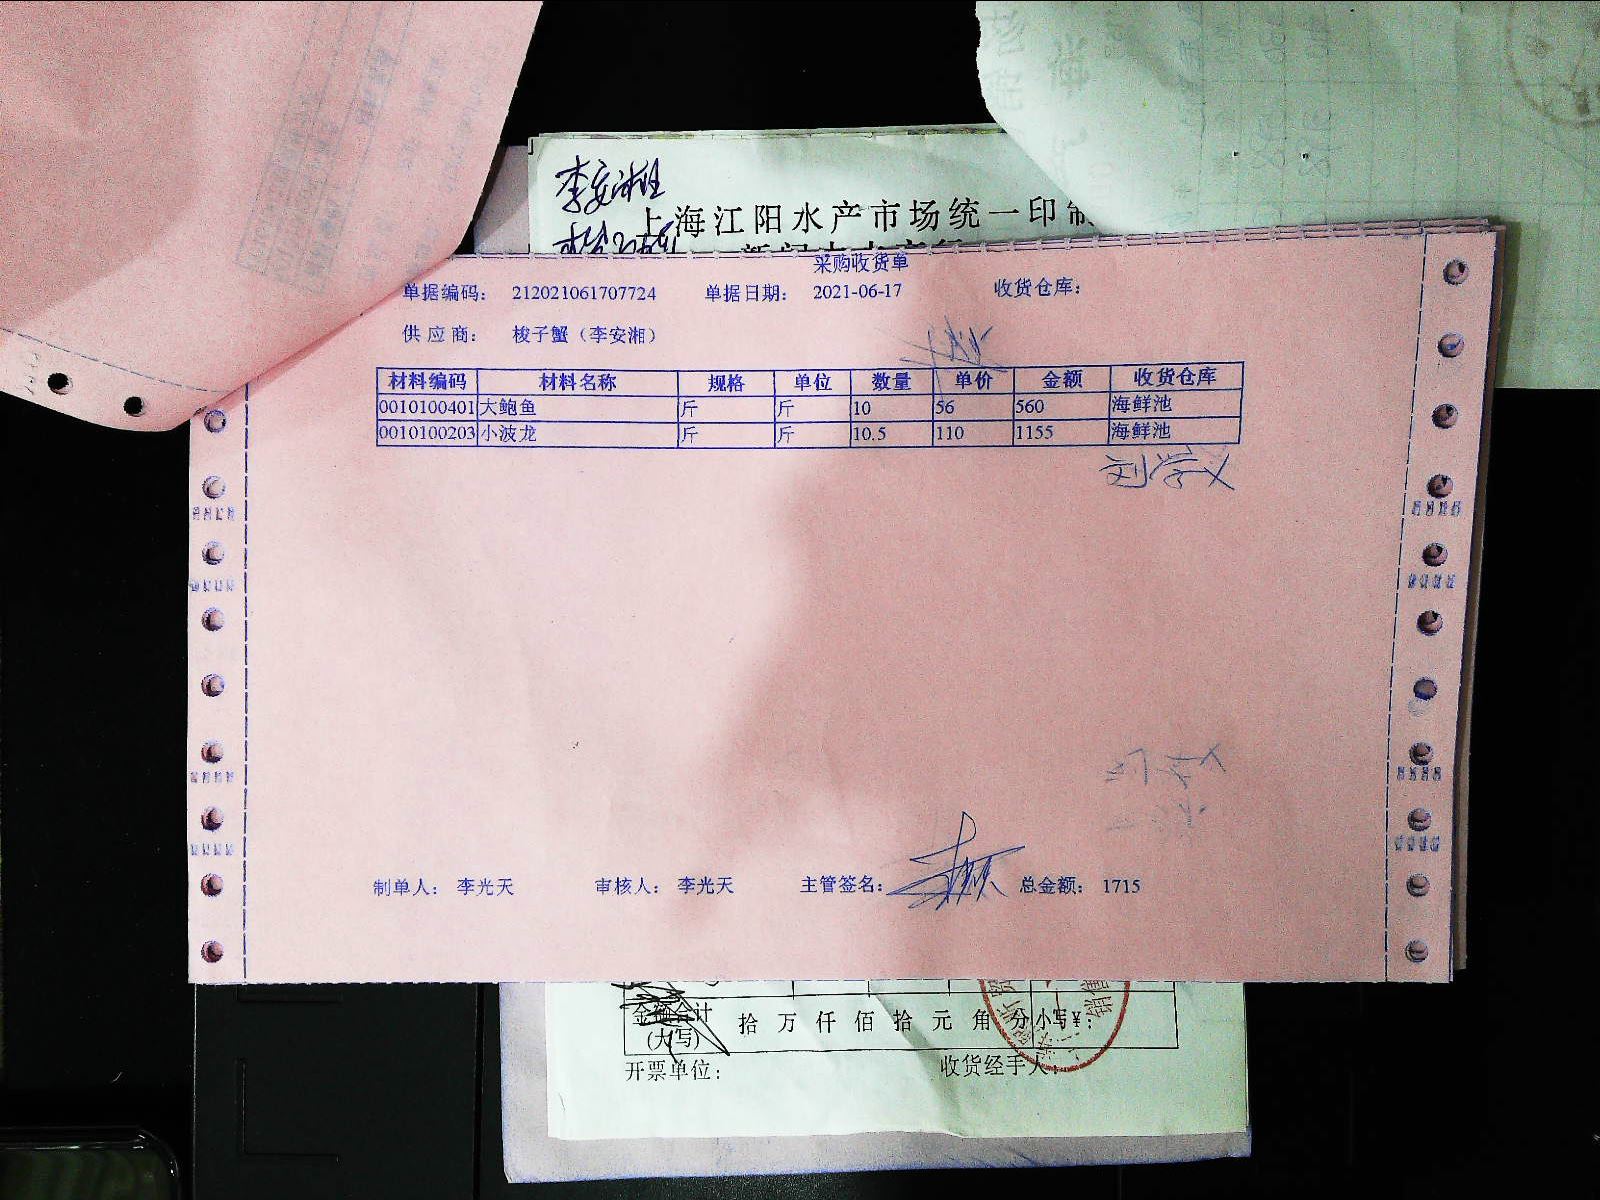 李安湘
上海江阳水产市场统一印制
采购收货单
单据编码： 212021061707724 单据日期： 2021-06-17 收货仓库：
供应商： 梭子蟹（李安湘）
材料编码 材料名称 规格 单位 数量 单价 金额 收货仓库
0010100401 大鲍鱼 斤 斤 10 56 560 海鲜池
0010100203 小波龙 斤 斤 10.5 110 1155 海鲜池
刘学义
制单人： 李光天 审核人： 李光天 主管签名： 总金额： 1715
金额合计
(大写)
拾 万 仟 佰 拾 元 角 分 小写¥：
开票单位： 收货经手人：